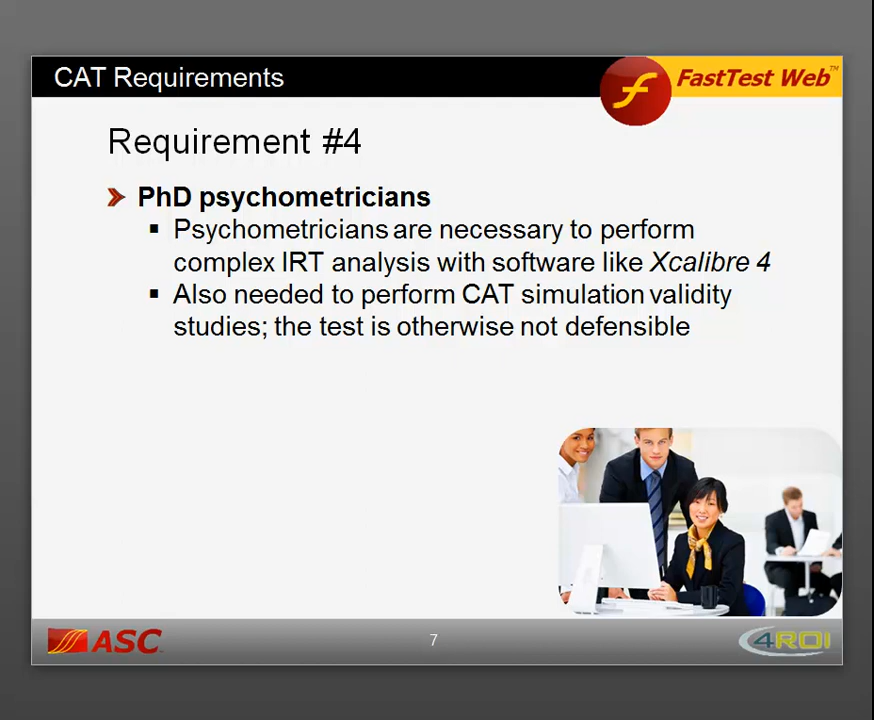 CAT Requirements
FastTest Web™
Requirement #4
PhD psychometricians
Psychometricians are necessary to perform
complex IRT analysis with software like Xcalibre 4
Also needed to perform CAT simulation validity
studies; the test is otherwise not defensible
ASC
7
4ROI